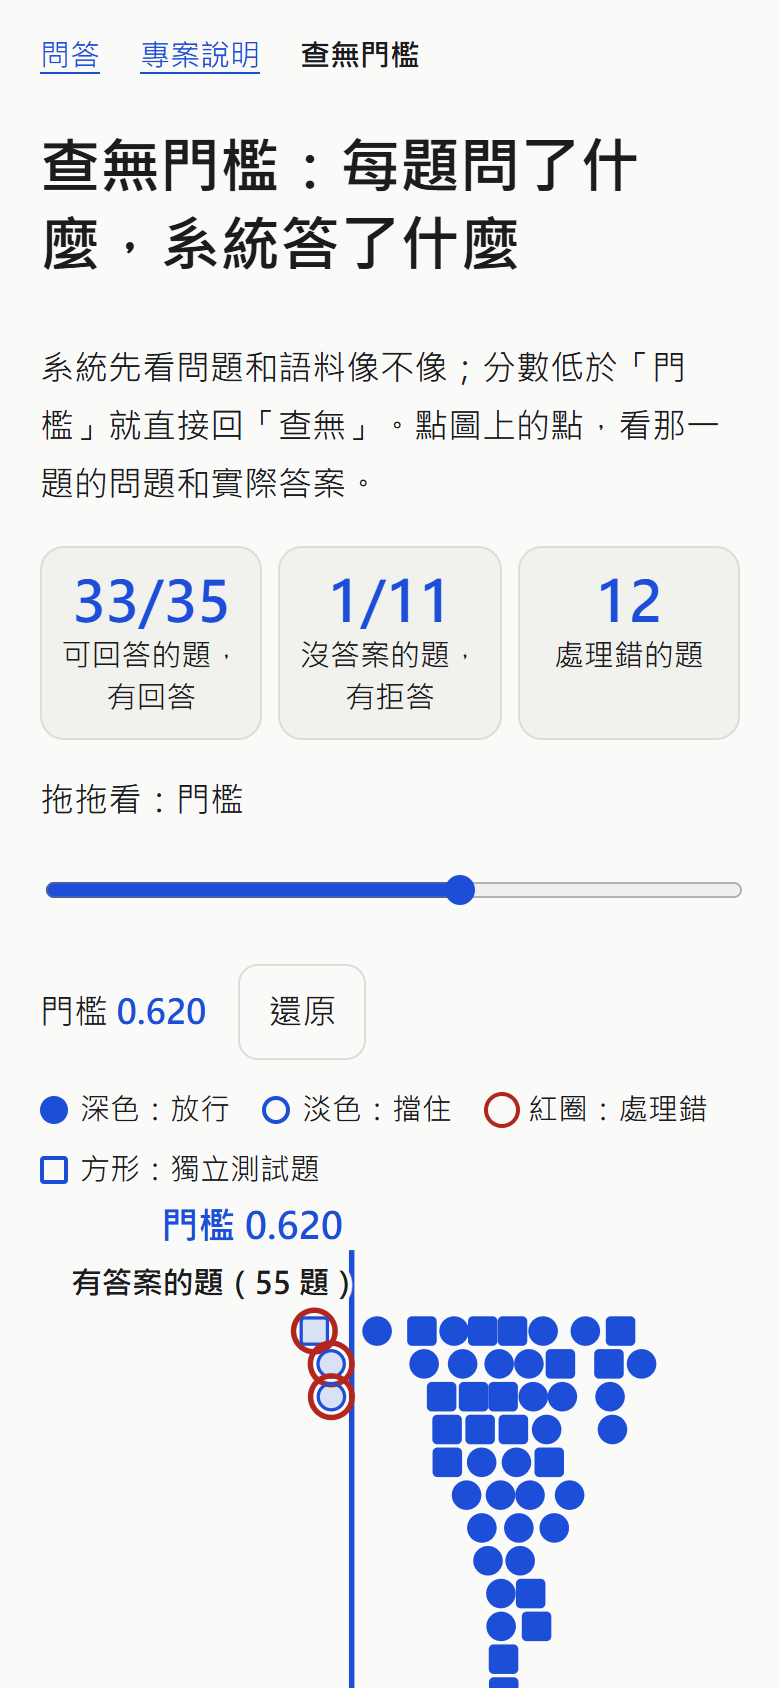 問答 專案說明 查無門檻
查無門檻：每題問了什
麼，系統答了什麼
系統先看問題和語料像不像；分數低於「門
檻」就直接回「查無」。點圖上的點，看那一
題的問題和實際答案。
33/35
可回答的題，
有回答
1/11
沒答案的題，
有拒答
12
處理錯的題
拖拖看：門檻
門檻 0.620 還原
深色：放行 淡色：擋住 紅圈：處理錯
方形：獨立測試題
門檻 0.620
有答案的題（55 題）